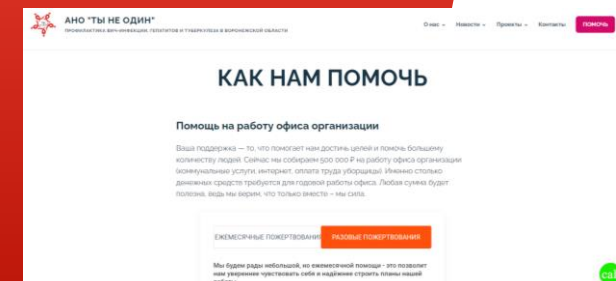 АНО "ТЫ НЕ ОДИН"
ПРОФИЛАКТИКА ВИЧ-ИНФЕКЦИИ, ГЕПАТИТОВ И ТУБЕРКУЛЕЗА В ВОРОНЕЖСКОЙ ОБЛАСТИ
О нас Новости Проекты Контакты ПОМОЧЬ
КАК НАМ ПОМОЧЬ
Помощь на работу офиса организации
Ваша поддержка — то, что помогает нам достичь целей и помочь большему
количеству людей. Сейчас мы собираем 500 000 ₽ на работу офиса организации
(коммунальные услуги, интернет, оплата труда уборщицы). Именно столько
денежных средств требуется для годовой работы офиса. Любая сумма будет
полезна, ведь мы верим, что только вместе – мы сила.
ЕЖЕМЕСЯЧНЫЕ ПОЖЕРТВОВАНИЯ РАЗОВЫЕ ПОЖЕРТВОВАНИЯ
Мы будем рады небольшой, но ежемесячной помощи - это позволит
нам увереннее чувствовать себя и надёжнее строить планы нашей